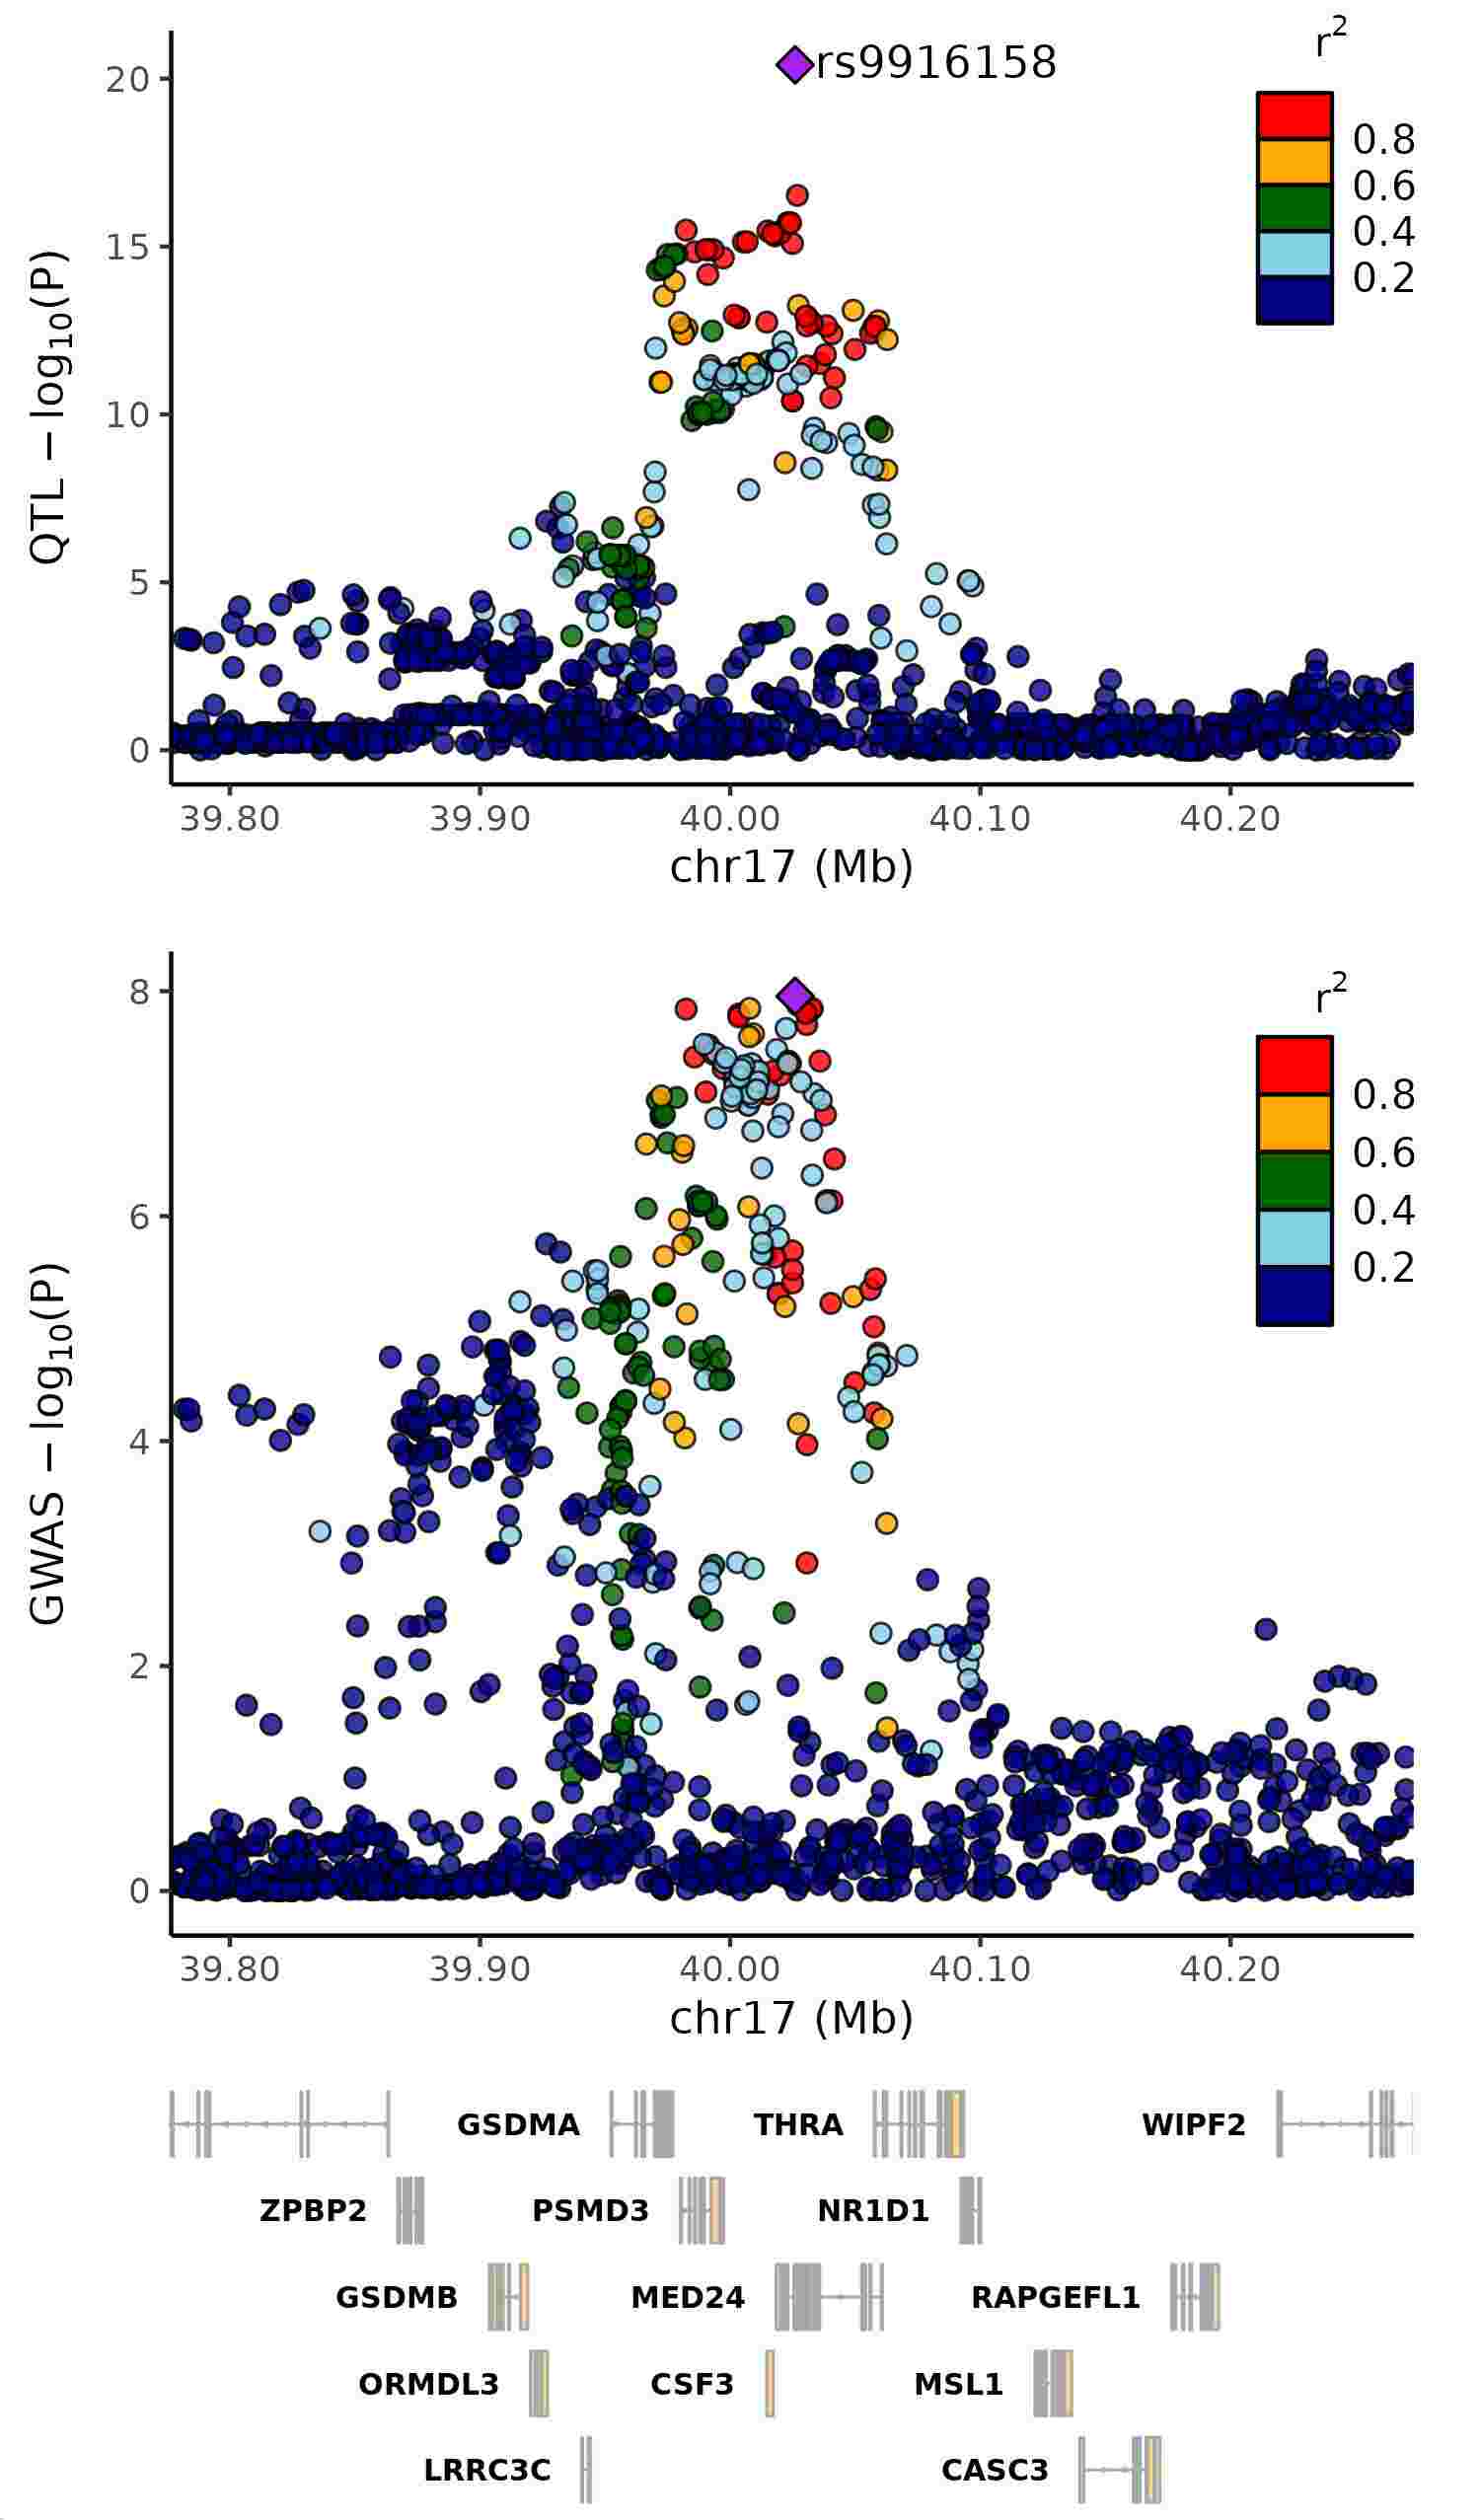 r²
rs9916158
20
15
10
5
0
QTL − log₁₀(P)
0.8
0.6
0.4
0.2
39.80 39.90 40.00 40.10 40.20
chr17 (Mb)
r²
8
6
4
2
0
GWAS − log₁₀(P)
0.8
0.6
0.4
0.2
39.80 39.90 40.00 40.10 40.20
chr17 (Mb)
GSDMA THRA WIPF2
ZPBP2 PSMD3 NR1D1
GSDMB MED24 RAPGEFL1
ORMDL3 CSF3 MSL1
LRRC3C CASC3